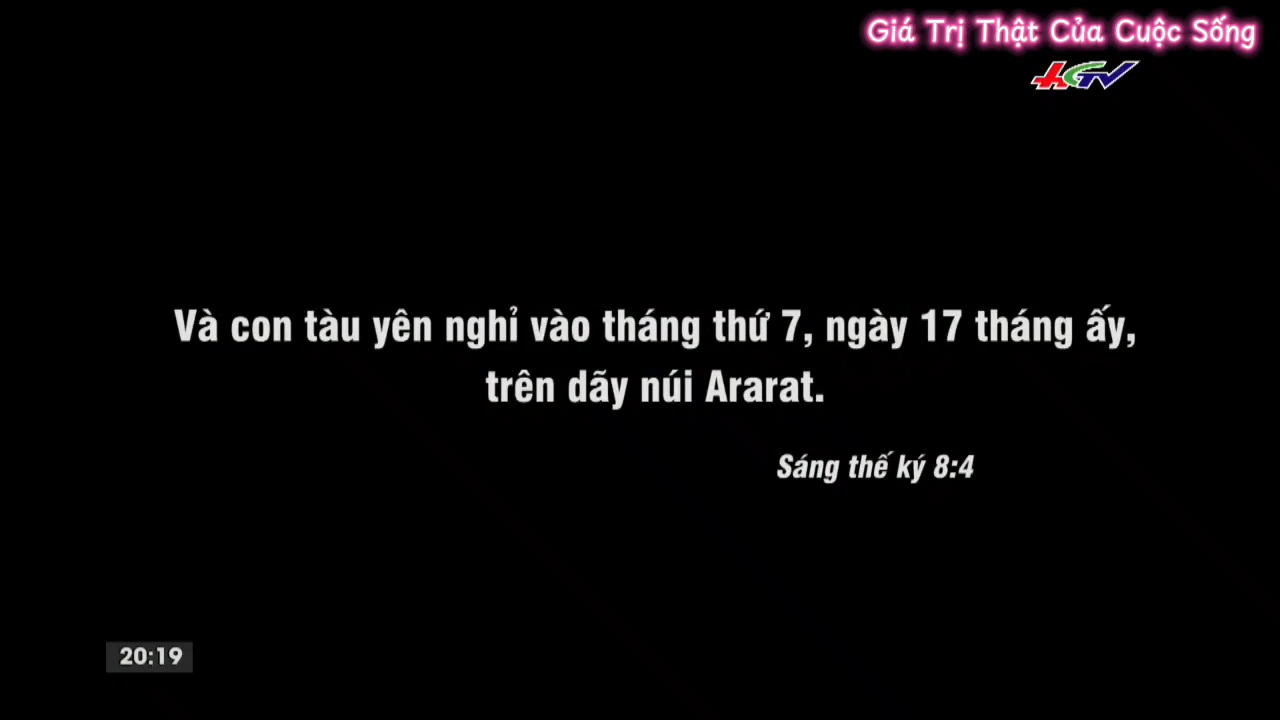 Giá Trị Thật Của Cuộc Sống
HGTV
Và con tàu yên nghỉ vào tháng thứ 7, ngày 17 tháng ấy,
trên dãy núi Ararat.
Sáng thế ký 8:4
20:19